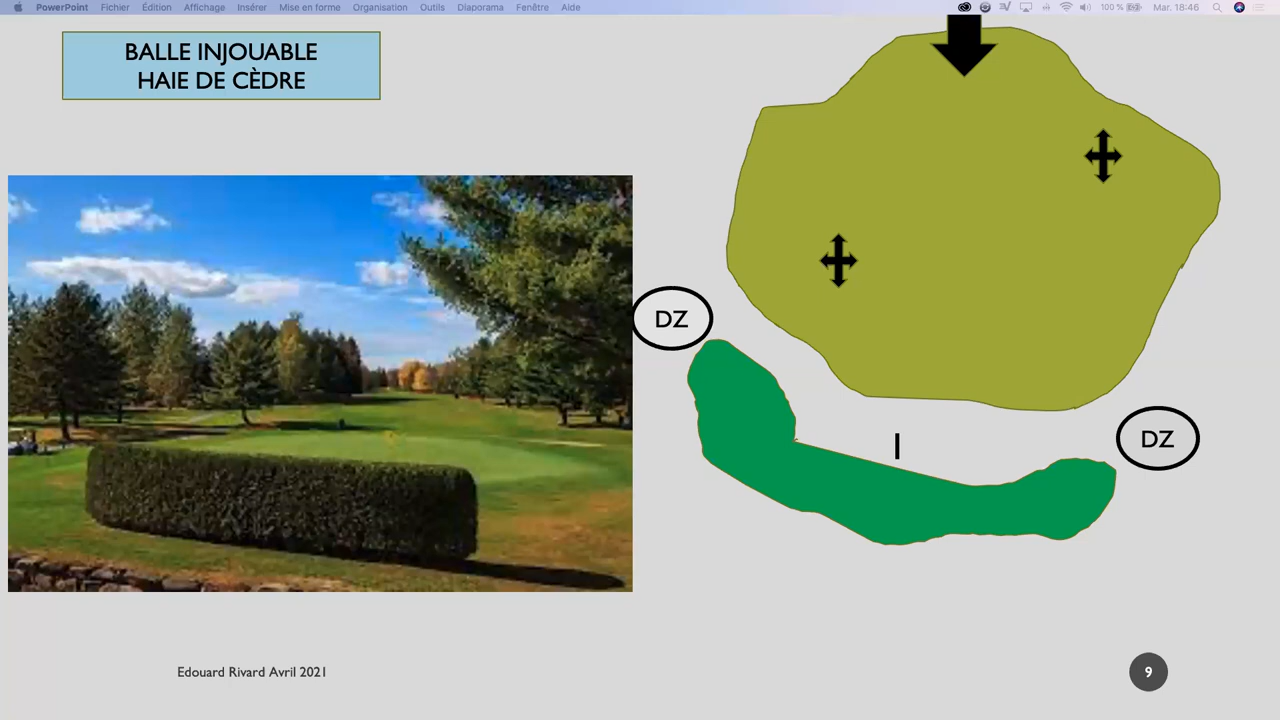 PowerPoint Fichier Édition Affichage Insérer Mise en forme Organisation Outils Diaporama Fenêtre Aide 100 % Mar. 18:46
BALLE INJOUABLE
HAIE DE CÈDRE
DZ
DZ
I
Edouard Rivard Avril 2021
9